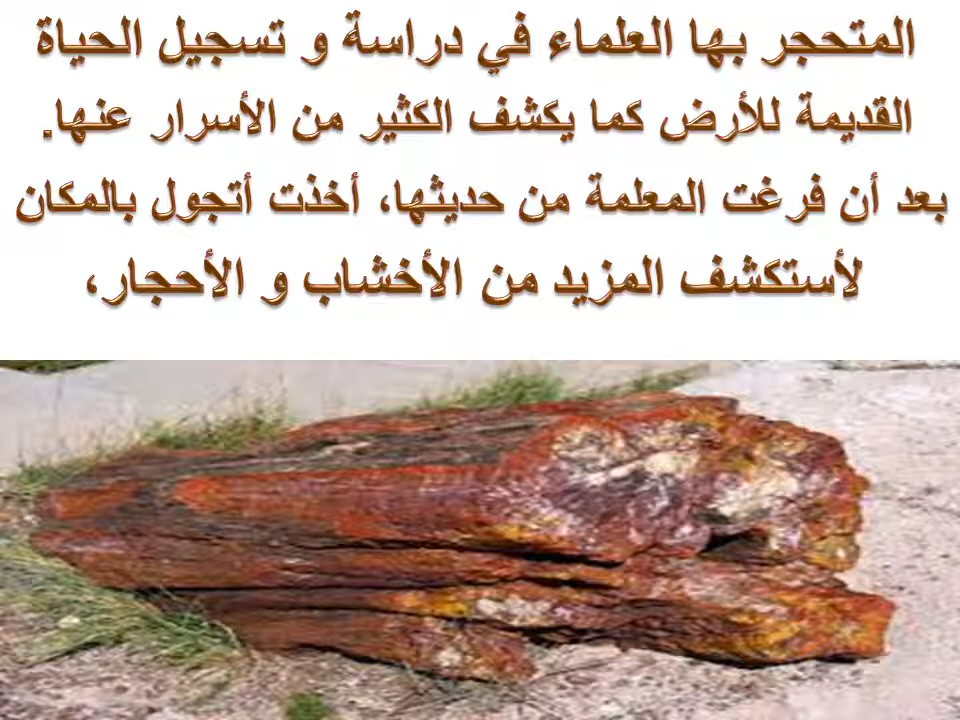 المتحجر بها العلماء في دراسة و تسجيل الحياة
القديمة للأرض كما يكشف الكثير من الأسرار عنها.
بعد أن فرغت المعلمة من حديثها، أخذت أتجول بالمكان
لأستكشف المزيد من الأخشاب و الأحجار،